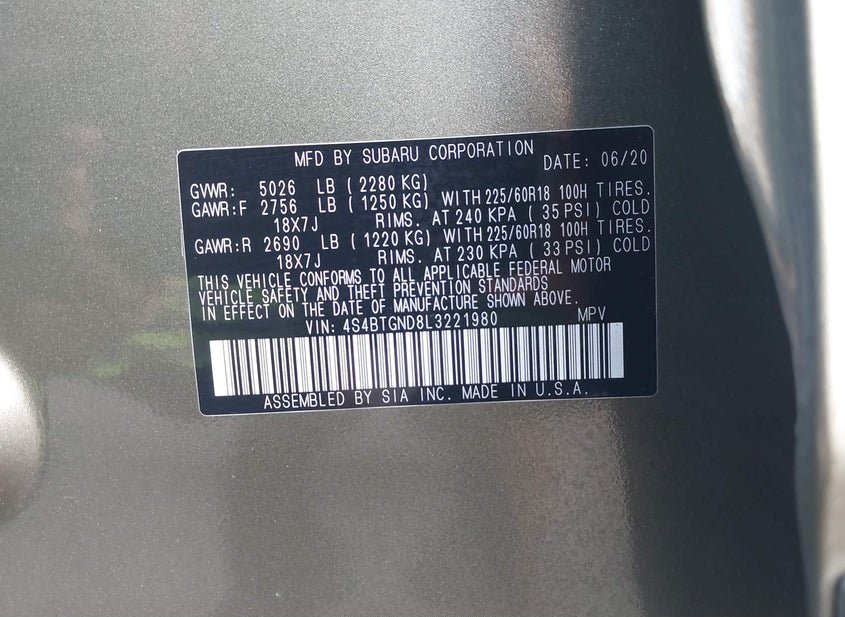 MFD BY SUBARU CORPORATION DATE: 06/20
GVWR: 5026 LB (2280 KG)
GAWR:F 2756 LB (1250 KG) WITH 225/60R18 100H TIRES.
18X7J RIMS. AT 240 KPA (35 PSI) COLD
GAWR:R 2690 LB (1220 KG) WITH 225/60R18 100H TIRES.
18X7J RIMS. AT 230 KPA (33 PSI) COLD
THIS VEHICLE CONFORMS TO ALL APPLICABLE FEDERAL MOTOR
VEHICLE SAFETY AND THEFT PREVENTION STANDARDS
IN EFFECT ON THE DATE OF MANUFACTURE SHOWN ABOVE.
VIN: 4S4BTGND8L3221980 MPV
ASSEMBLED BY SIA INC. MADE IN U.S.A.